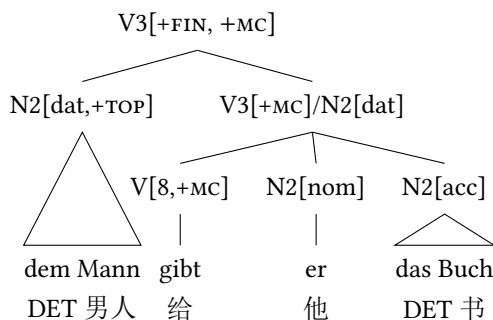 V3[+FIN, +MC]
N2[dat,+TOP] V3[+MC]/N2[dat]
V[8,+MC] N2[nom] N2[acc]
dem Mann gibt er das Buch
DET 男人 给 他 DET 书